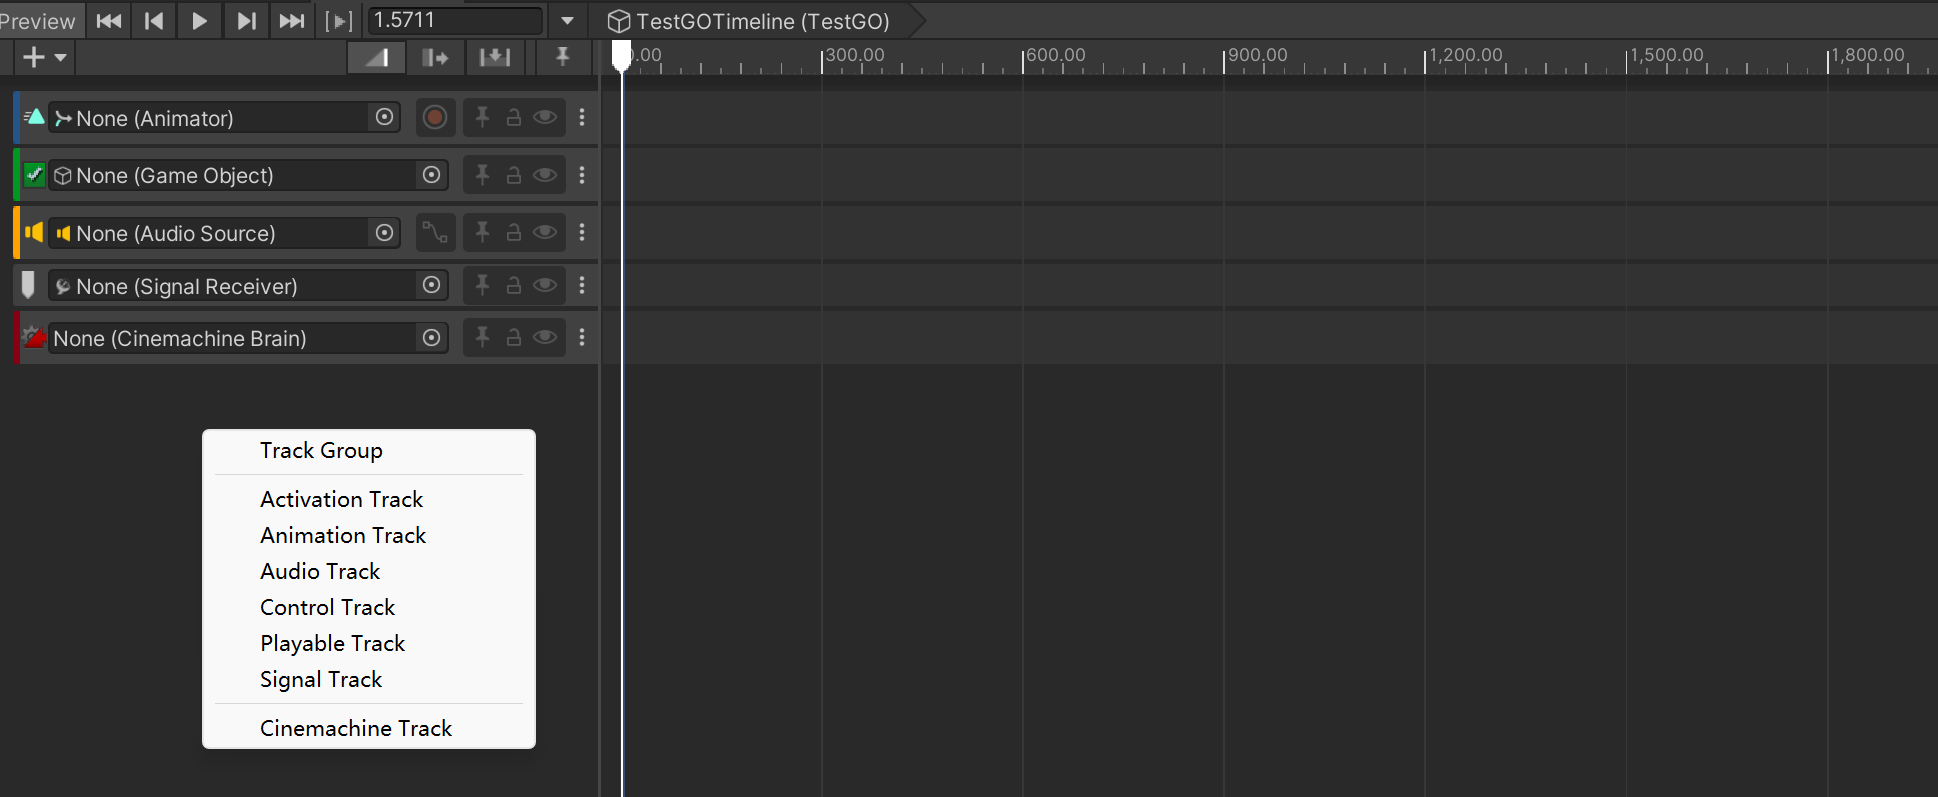 Preview 1.5711 TestGOTimeline (TestGO)
0.00 300.00 600.00 900.00 1,200.00 1,500.00 1,800.00
None (Animator)
None (Game Object)
None (Audio Source)
None (Signal Receiver)
None (Cinemachine Brain)
Track Group
Activation Track
Animation Track
Audio Track
Control Track
Playable Track
Signal Track
Cinemachine Track